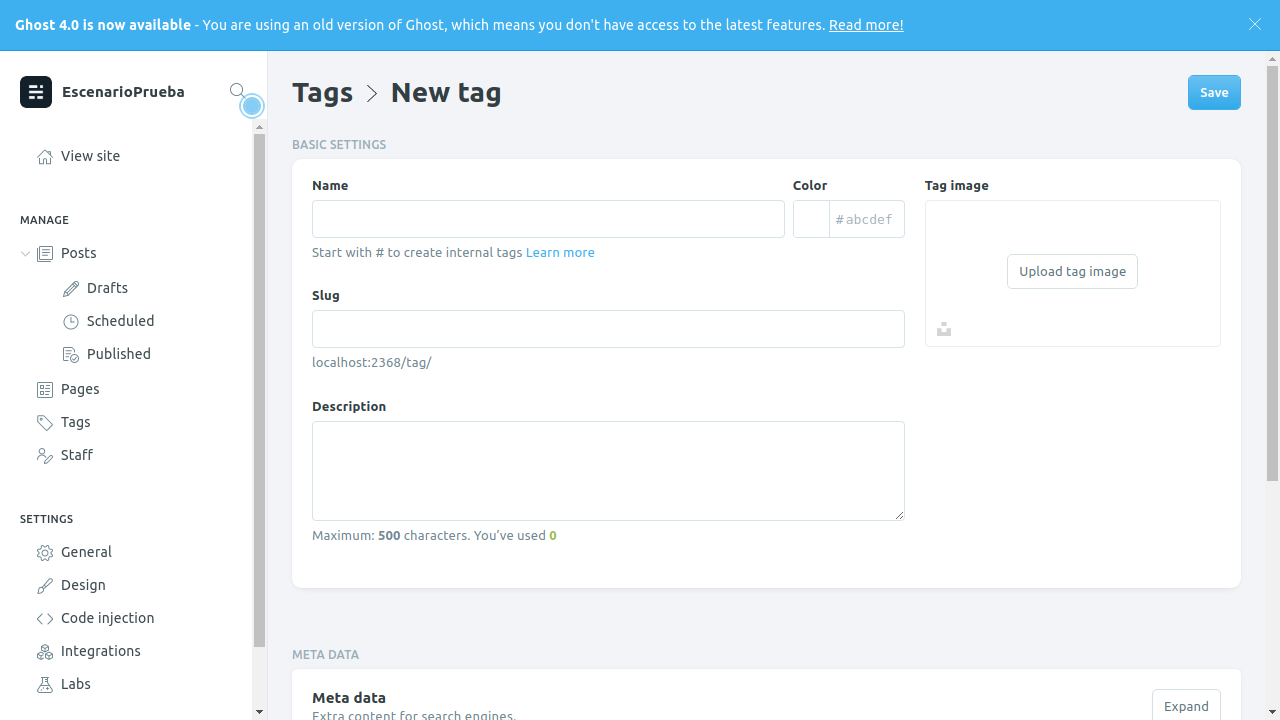 Ghost 4.0 is now available - You are using an old version of Ghost, which means you don't have access to the latest features. Read more!
EscenarioPrueba
View site
MANAGE
Posts
Drafts
Scheduled
Published
Pages
Tags
Staff
SETTINGS
General
Design
Code injection
Integrations
Labs
Tags > New tag
Save
BASIC SETTINGS
Name
Color
#abcdef
Start with # to create internal tags Learn more
Slug
localhost:2368/tag/
Description
Maximum: 500 characters. You’ve used 0
Tag image
Upload tag image
META DATA
Meta data
Extra content for search engines.
Expand